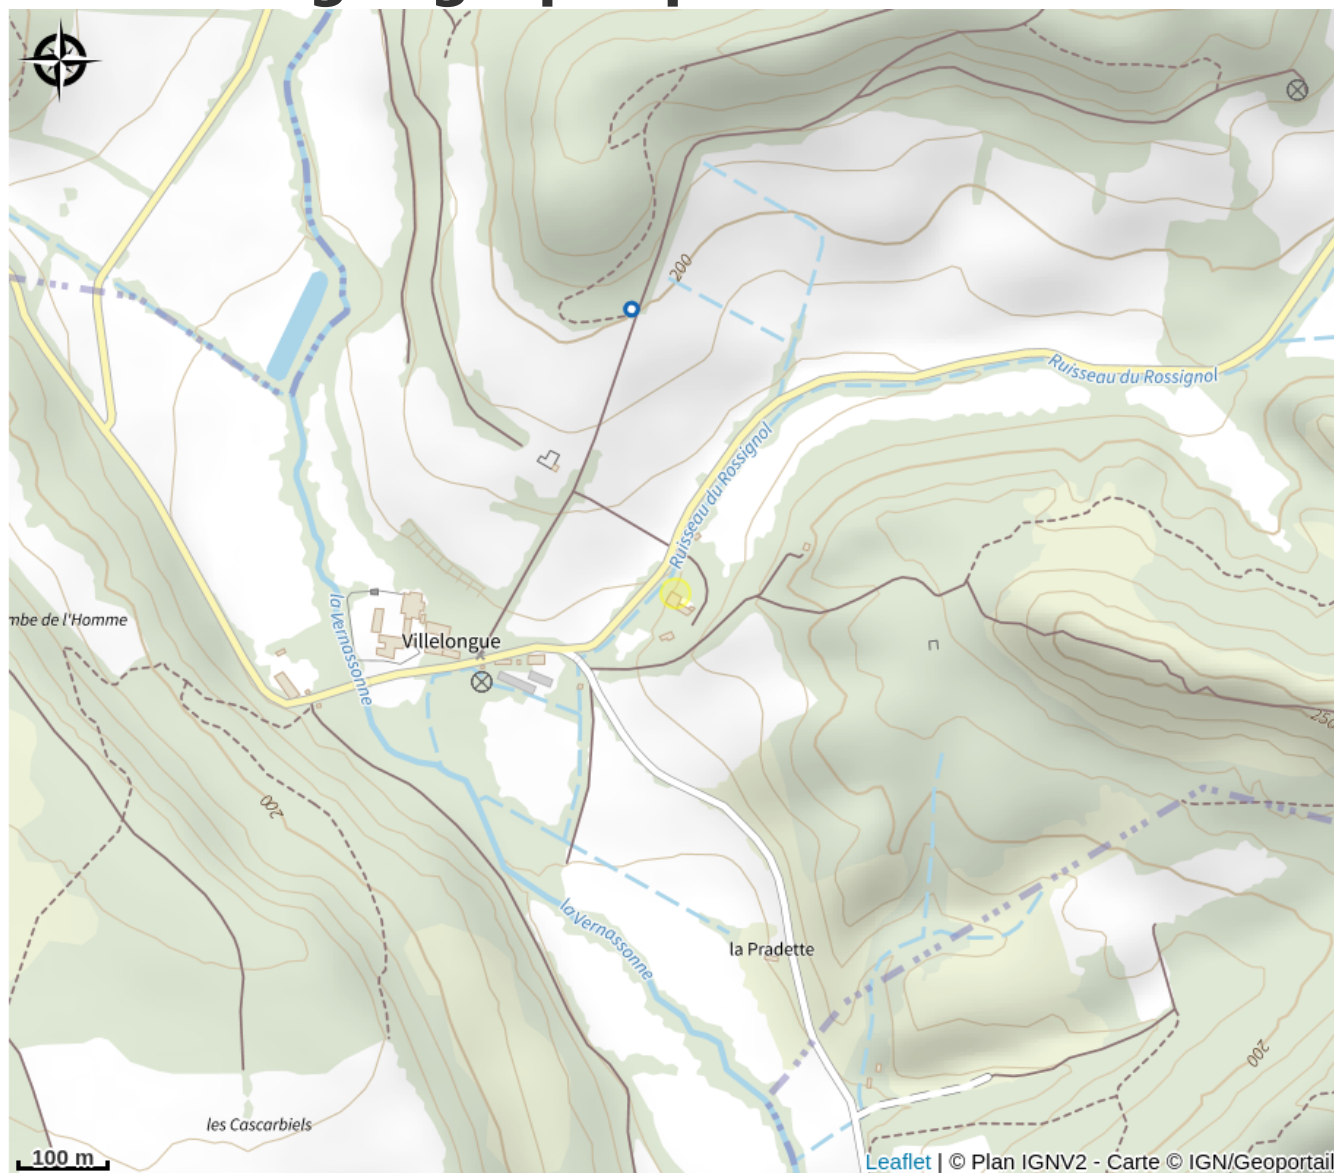 200
Ruisseau du Rossignol
Ruisseau du Rossignol
mbe de l'Homme
la Vernassonne
Villelongue
250
200
la Vernassonne
la Pradette
200
les Cascarbiels
100 m
Leaflet | © Plan IGNV2 - Carte © IGN/Geoportail